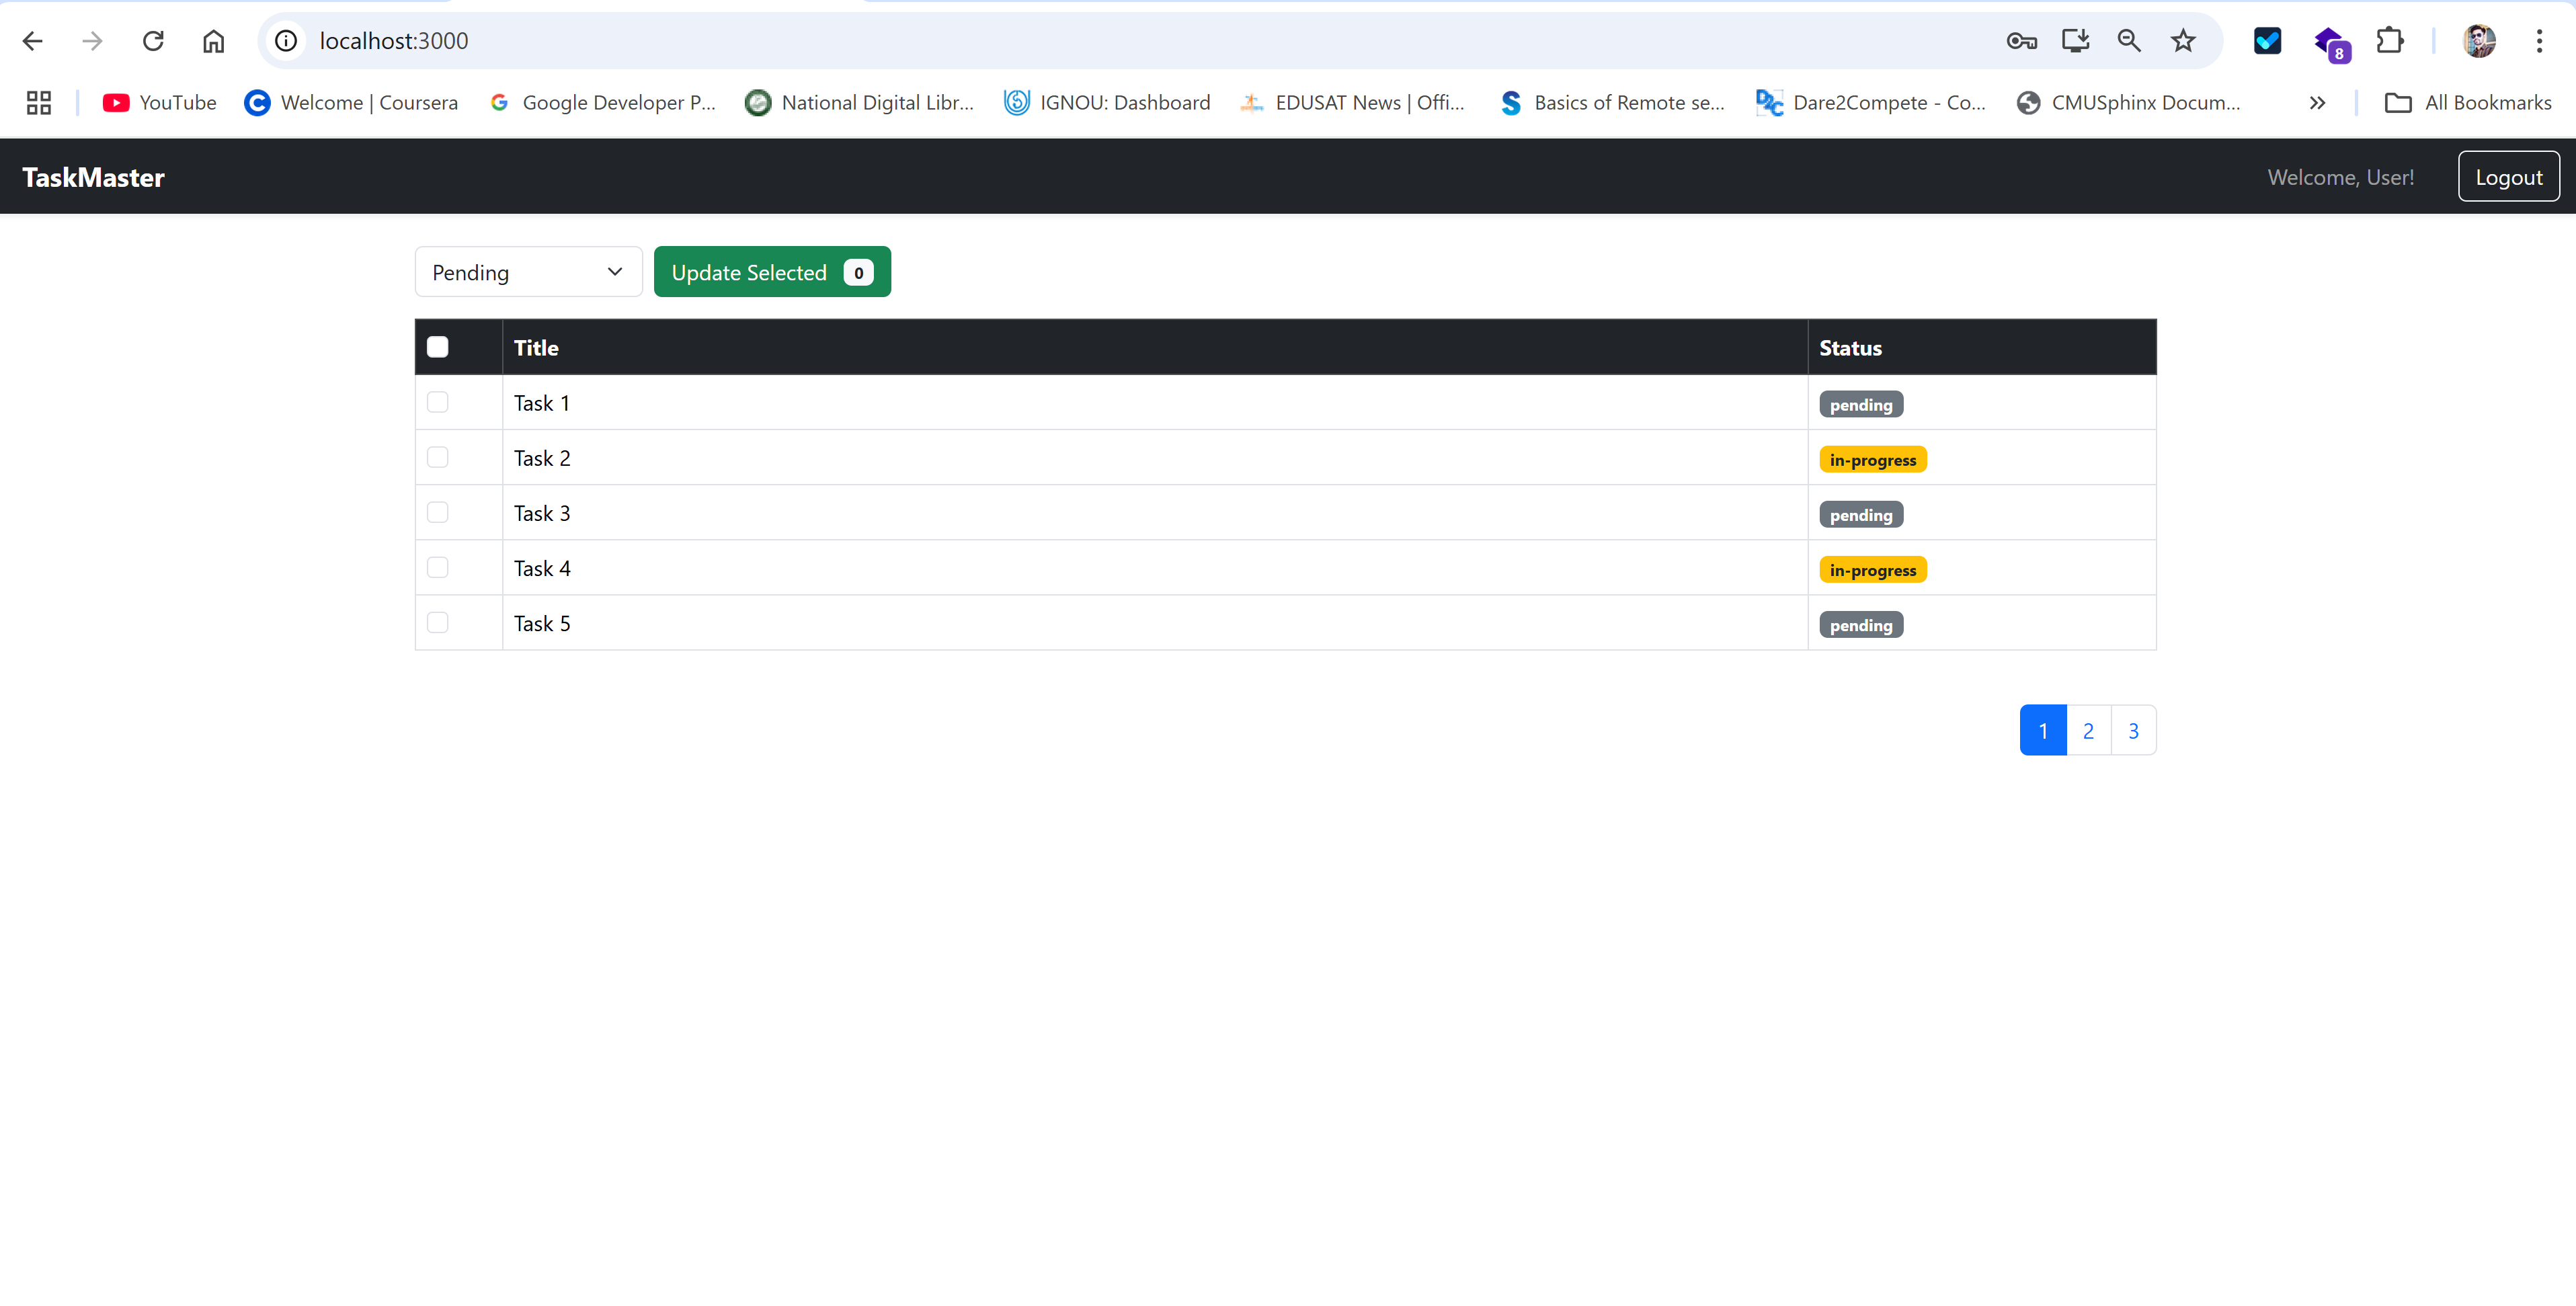 localhost:3000
8
YouTube Welcome | Coursera Google Developer P... National Digital Libr... IGNOU: Dashboard EDUSAT News | Offi... Basics of Remote se... Dare2Compete - Co... CMUSphinx Docum... All Bookmarks
TaskMaster Welcome, User! Logout
Pending Update Selected 0
Title Status
Task 1 pending
Task 2 in-progress
Task 3 pending
Task 4 in-progress
Task 5 pending
1 2 3